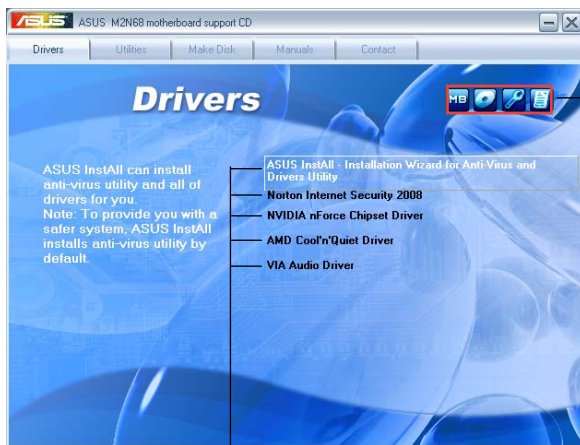 ASUS M2N68 motherboard support CD
Drivers Utilities Make Disk Manuals Contact
Drivers
MB
ASUS InstAll can install
anti-virus utility and all of
drivers for you.
Note: To provide you with a
safer system, ASUS InstAll
installs anti-virus utility by
default.
ASUS InstAll - Installation Wizard for Anti-Virus and
Drivers Utility
Norton Internet Security 2008
NVIDIA nForce Chipset Driver
AMD Cool'n'Quiet Driver
VIA Audio Driver